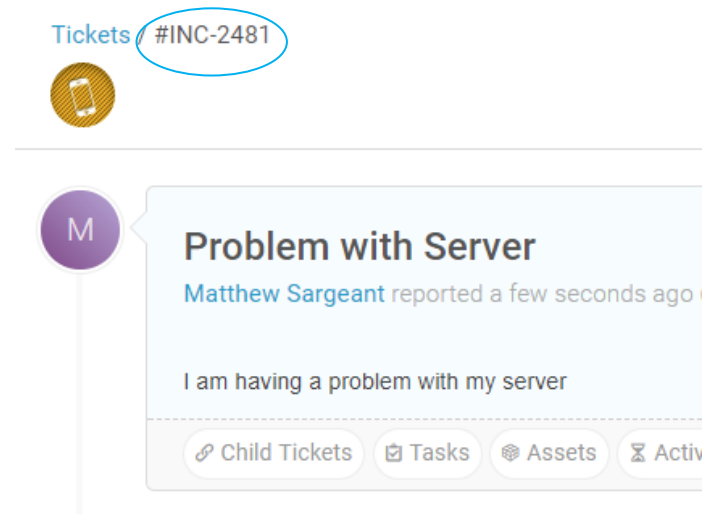 Tickets / #INC-2481
M
Problem with Server
Matthew Sargeant reported a few seconds ago
I am having a problem with my server
Child Tickets Tasks Assets